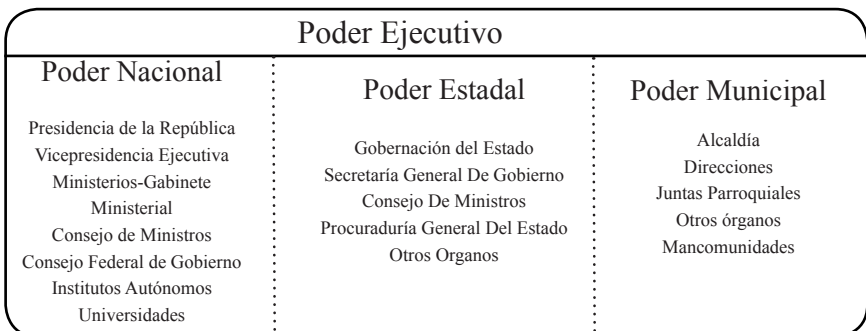 Poder Ejecutivo
Poder Nacional
Presidencia de la República
Vicepresidencia Ejecutiva
Ministerios-Gabinete
Ministerial
Consejo de Ministros
Consejo Federal de Gobierno
Institutos Autónomos
Universidades
Poder Estadal
Gobernación del Estado
Secretaría General De Gobierno
Consejo De Ministros
Procuraduría General Del Estado
Otros Organos
Poder Municipal
Alcaldía
Direcciones
Juntas Parroquiales
Otros órganos
Mancomunidades